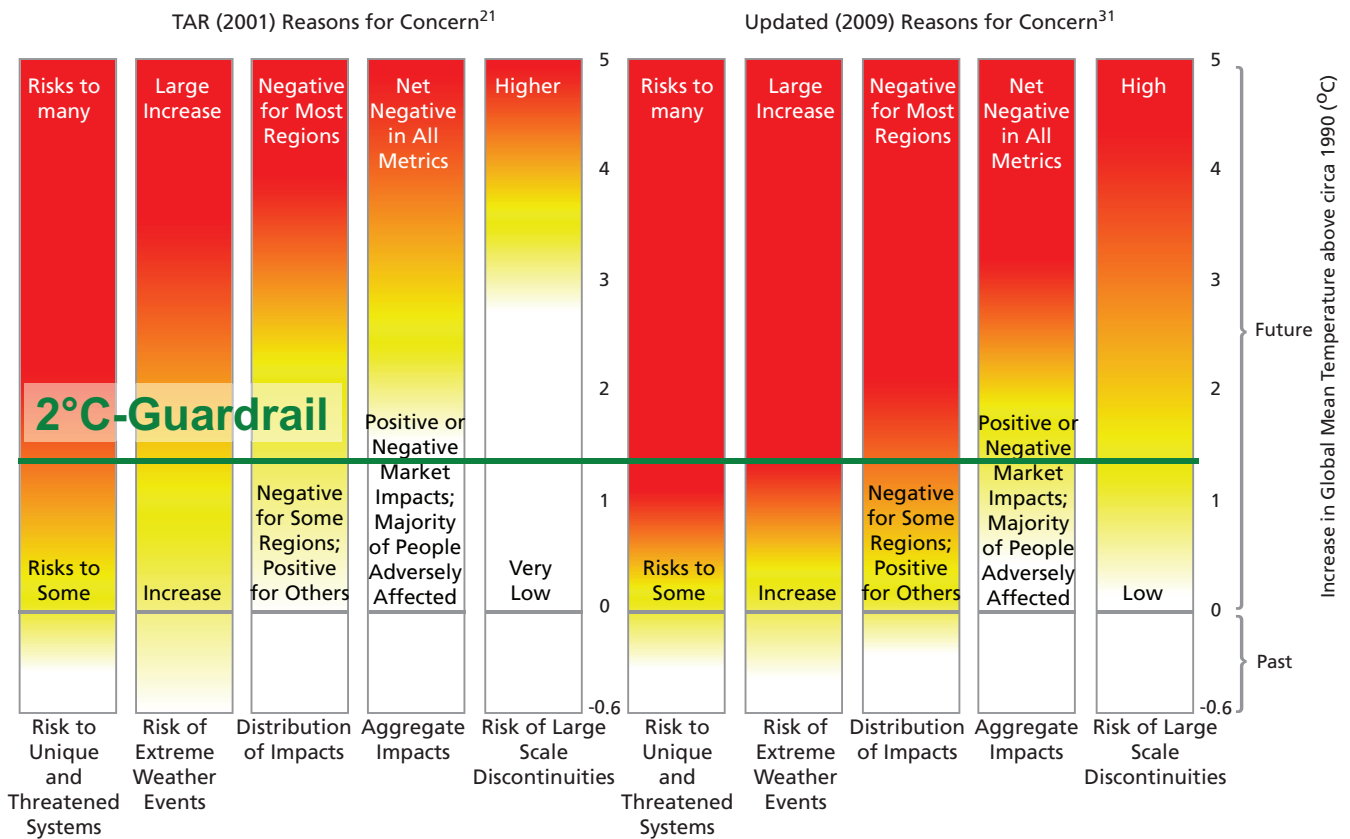 TAR (2001) Reasons for Concern21
Updated (2009) Reasons for Concern31
Risks to
many
Large
Increase
Negative
for Most
Regions
Net
Negative
in All
Metrics
Higher
5
4
3
2
1
0
-0.6
Risks to
many
Large
Increase
Negative
for Most
Regions
Net
Negative
in All
Metrics
High
5
4
3
2
1
0
-0.6
2°C-Guardrail
Risks to
Some
Increase
Negative
for Some
Regions;
Positive
for Others
Positive or
Negative
Market
Impacts;
Majority
of People
Adversely
Affected
Very
Low
Risks to
Some
Increase
Negative
for Some
Regions;
Positive
for Others
Positive or
Negative
Market
Impacts;
Majority
of People
Adversely
Affected
Low
Future
Past
Increase in Global Mean Temperature above circa 1990 (°C)
Risk to
Unique
and
Threatened
Systems
Risk of
Extreme
Weather
Events
Distribution
of Impacts
Aggregate
Impacts
Risk of Large
Scale
Discontinuities
Risk to
Unique
and
Threatened
Systems
Risk of
Extreme
Weather
Events
Distribution
of Impacts
Aggregate
Impacts
Risk of Large
Scale
Discontinuities